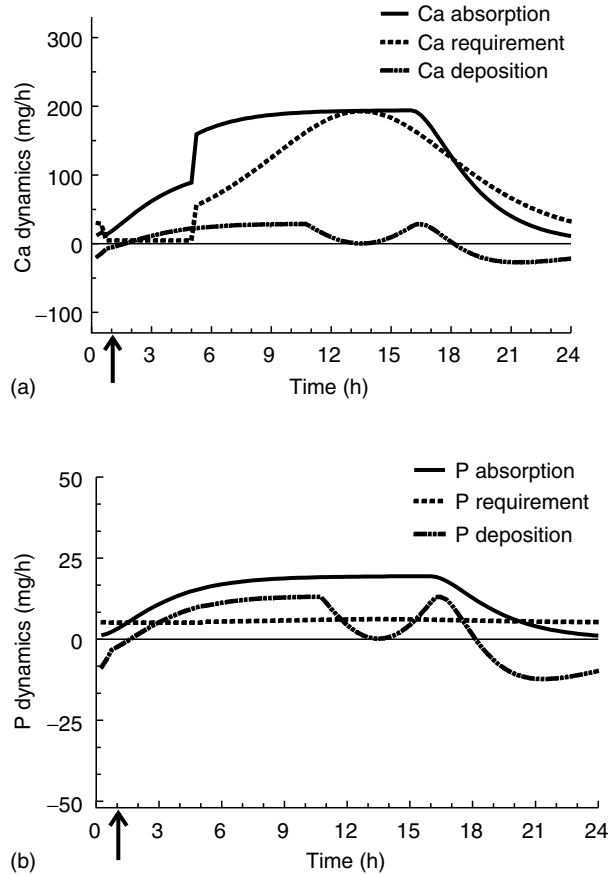 Ca absorption
Ca requirement
Ca deposition
Ca dynamics (mg/h)
300
200
100
0
−100
0 3 6 9 12 15 18 21 24
(a)
Time (h)
P absorption
P requirement
P deposition
P dynamics (mg/h)
50
25
0
−25
−50
0 3 6 9 12 15 18 21 24
(b)
Time (h)